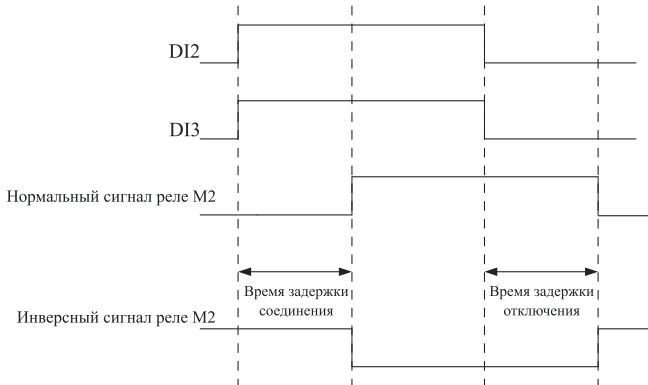 DI2
DI3
Нормальный сигнал реле M2
Время задержки
соединения
Время задержки
отключения
Инверсный сигнал реле M2